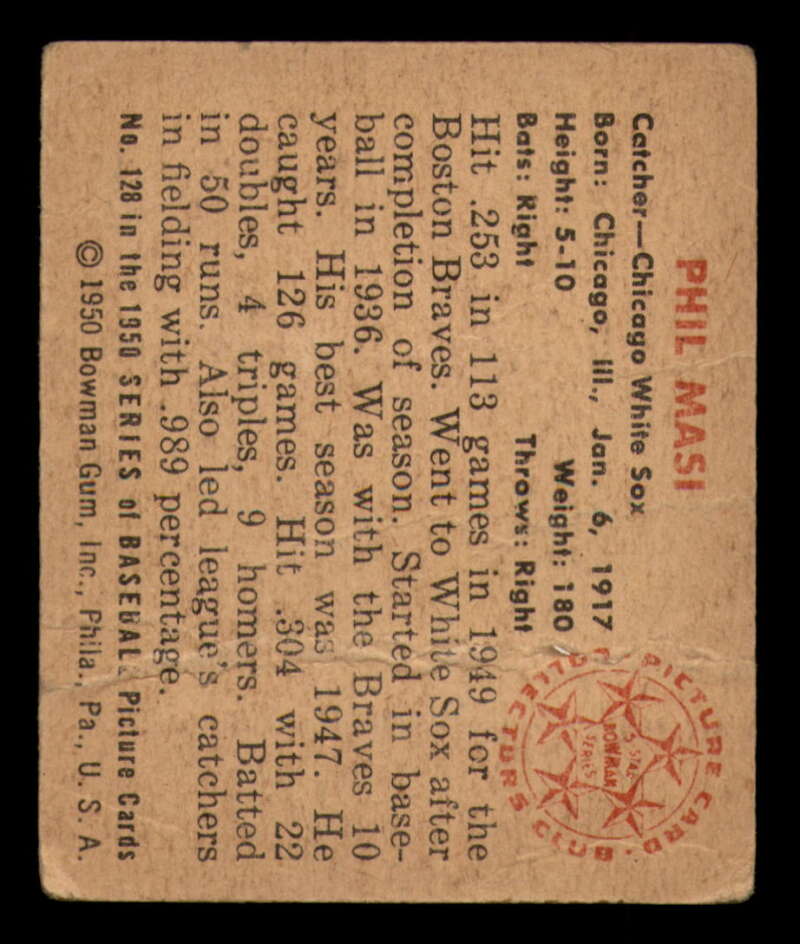 PHIL MASI
Catcher—Chicago White Sox
Born: Chicago, Ill., Jan. 6, 1917
Height: 5-10 Weight: 180
Bats: Right Throws: Right
Hit .253 in 113 games in 1949 for the
Boston Braves. Went to White Sox after
completion of season. Started in base-
ball in 1936. Was with the Braves 10
years. His best season was 1947. He
caught 126 games. Hit .304 with 22
doubles, 4 triples, 9 homers. Batted
in 50 runs. Also led league's catchers
in fielding with .989 percentage.
No. 128 in the 1950 SERIES of BASEBALL Picture Cards
© 1950 Bowman Gum, Inc., Phila., Pa., U. S. A.
PICTURE CARD COLLECTORS CLUB
5 STAR
BOWMAN
SERIES